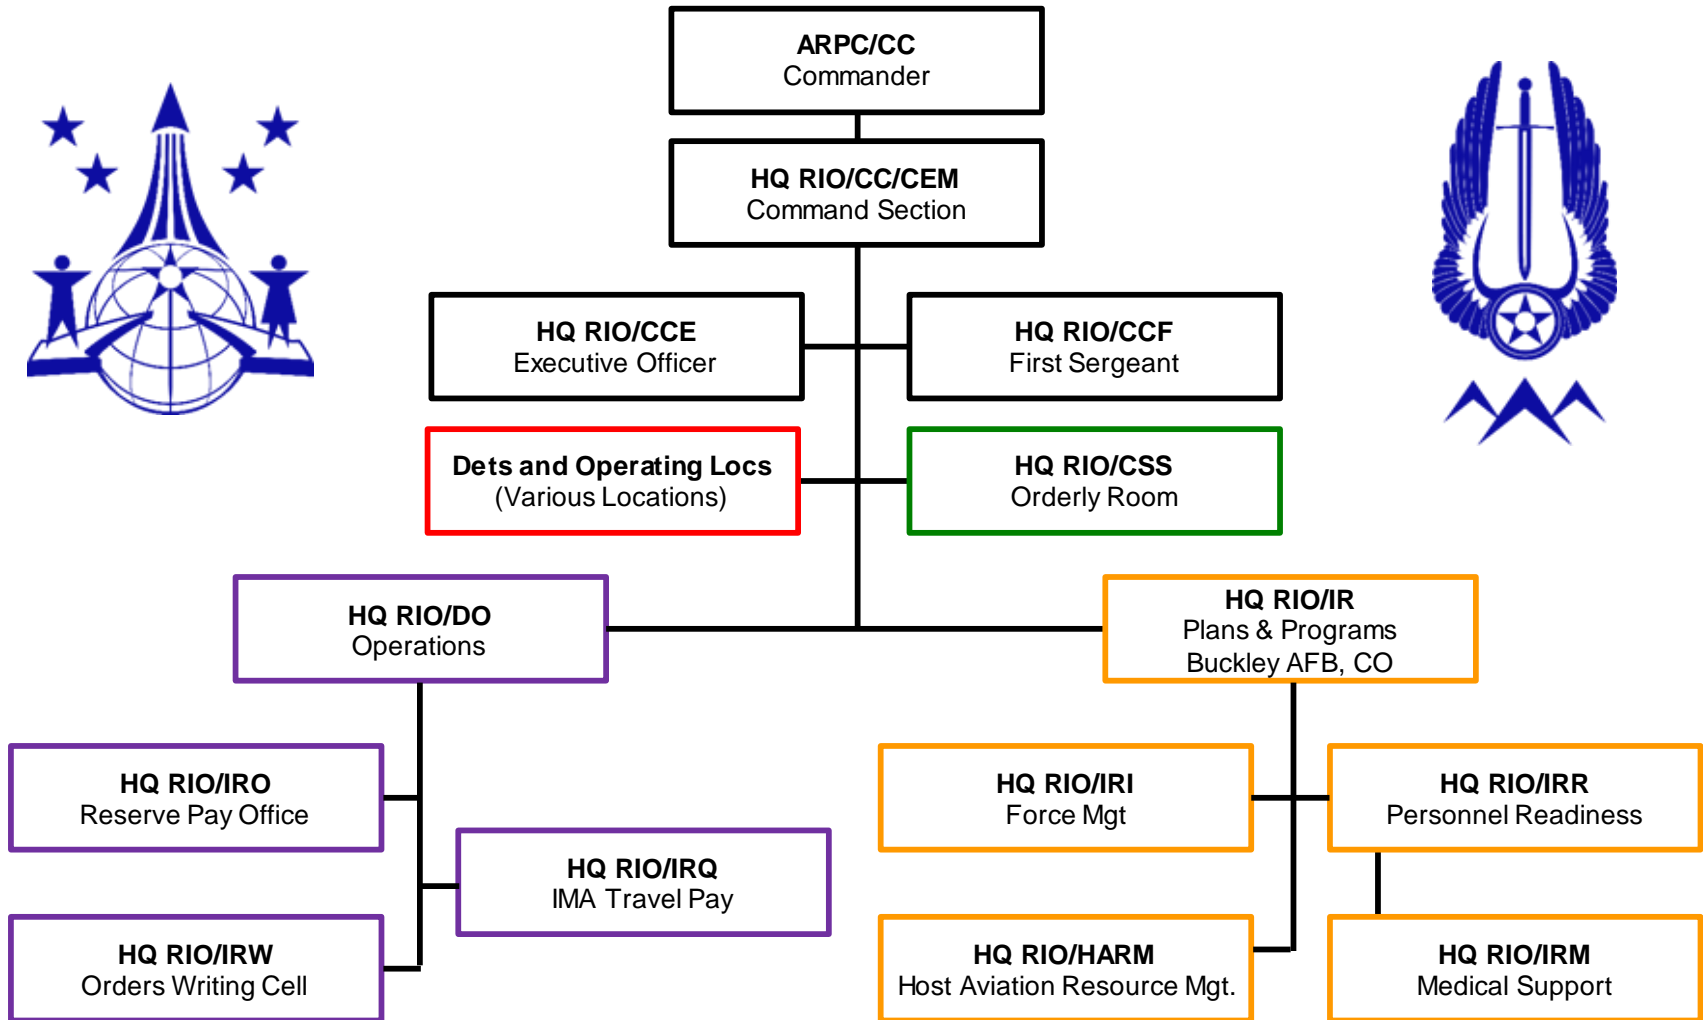 ARPC/CC
Commander
HQ RIO/CC/CEM
Command Section
HQ RIO/CCE
Executive Officer
HQ RIO/CCF
First Sergeant
Dets and Operating Locs
(Various Locations)
HQ RIO/CSS
Orderly Room
HQ RIO/DO
Operations
HQ RIO/IR
Plans & Programs
Buckley AFB, CO
HQ RIO/IRO
Reserve Pay Office
HQ RIO/IRI
Force Mgt
HQ RIO/IRR
Personnel Readiness
HQ RIO/IRQ
IMA Travel Pay
HQ RIO/IRW
Orders Writing Cell
HQ RIO/HARM
Host Aviation Resource Mgt.
HQ RIO/IRM
Medical Support